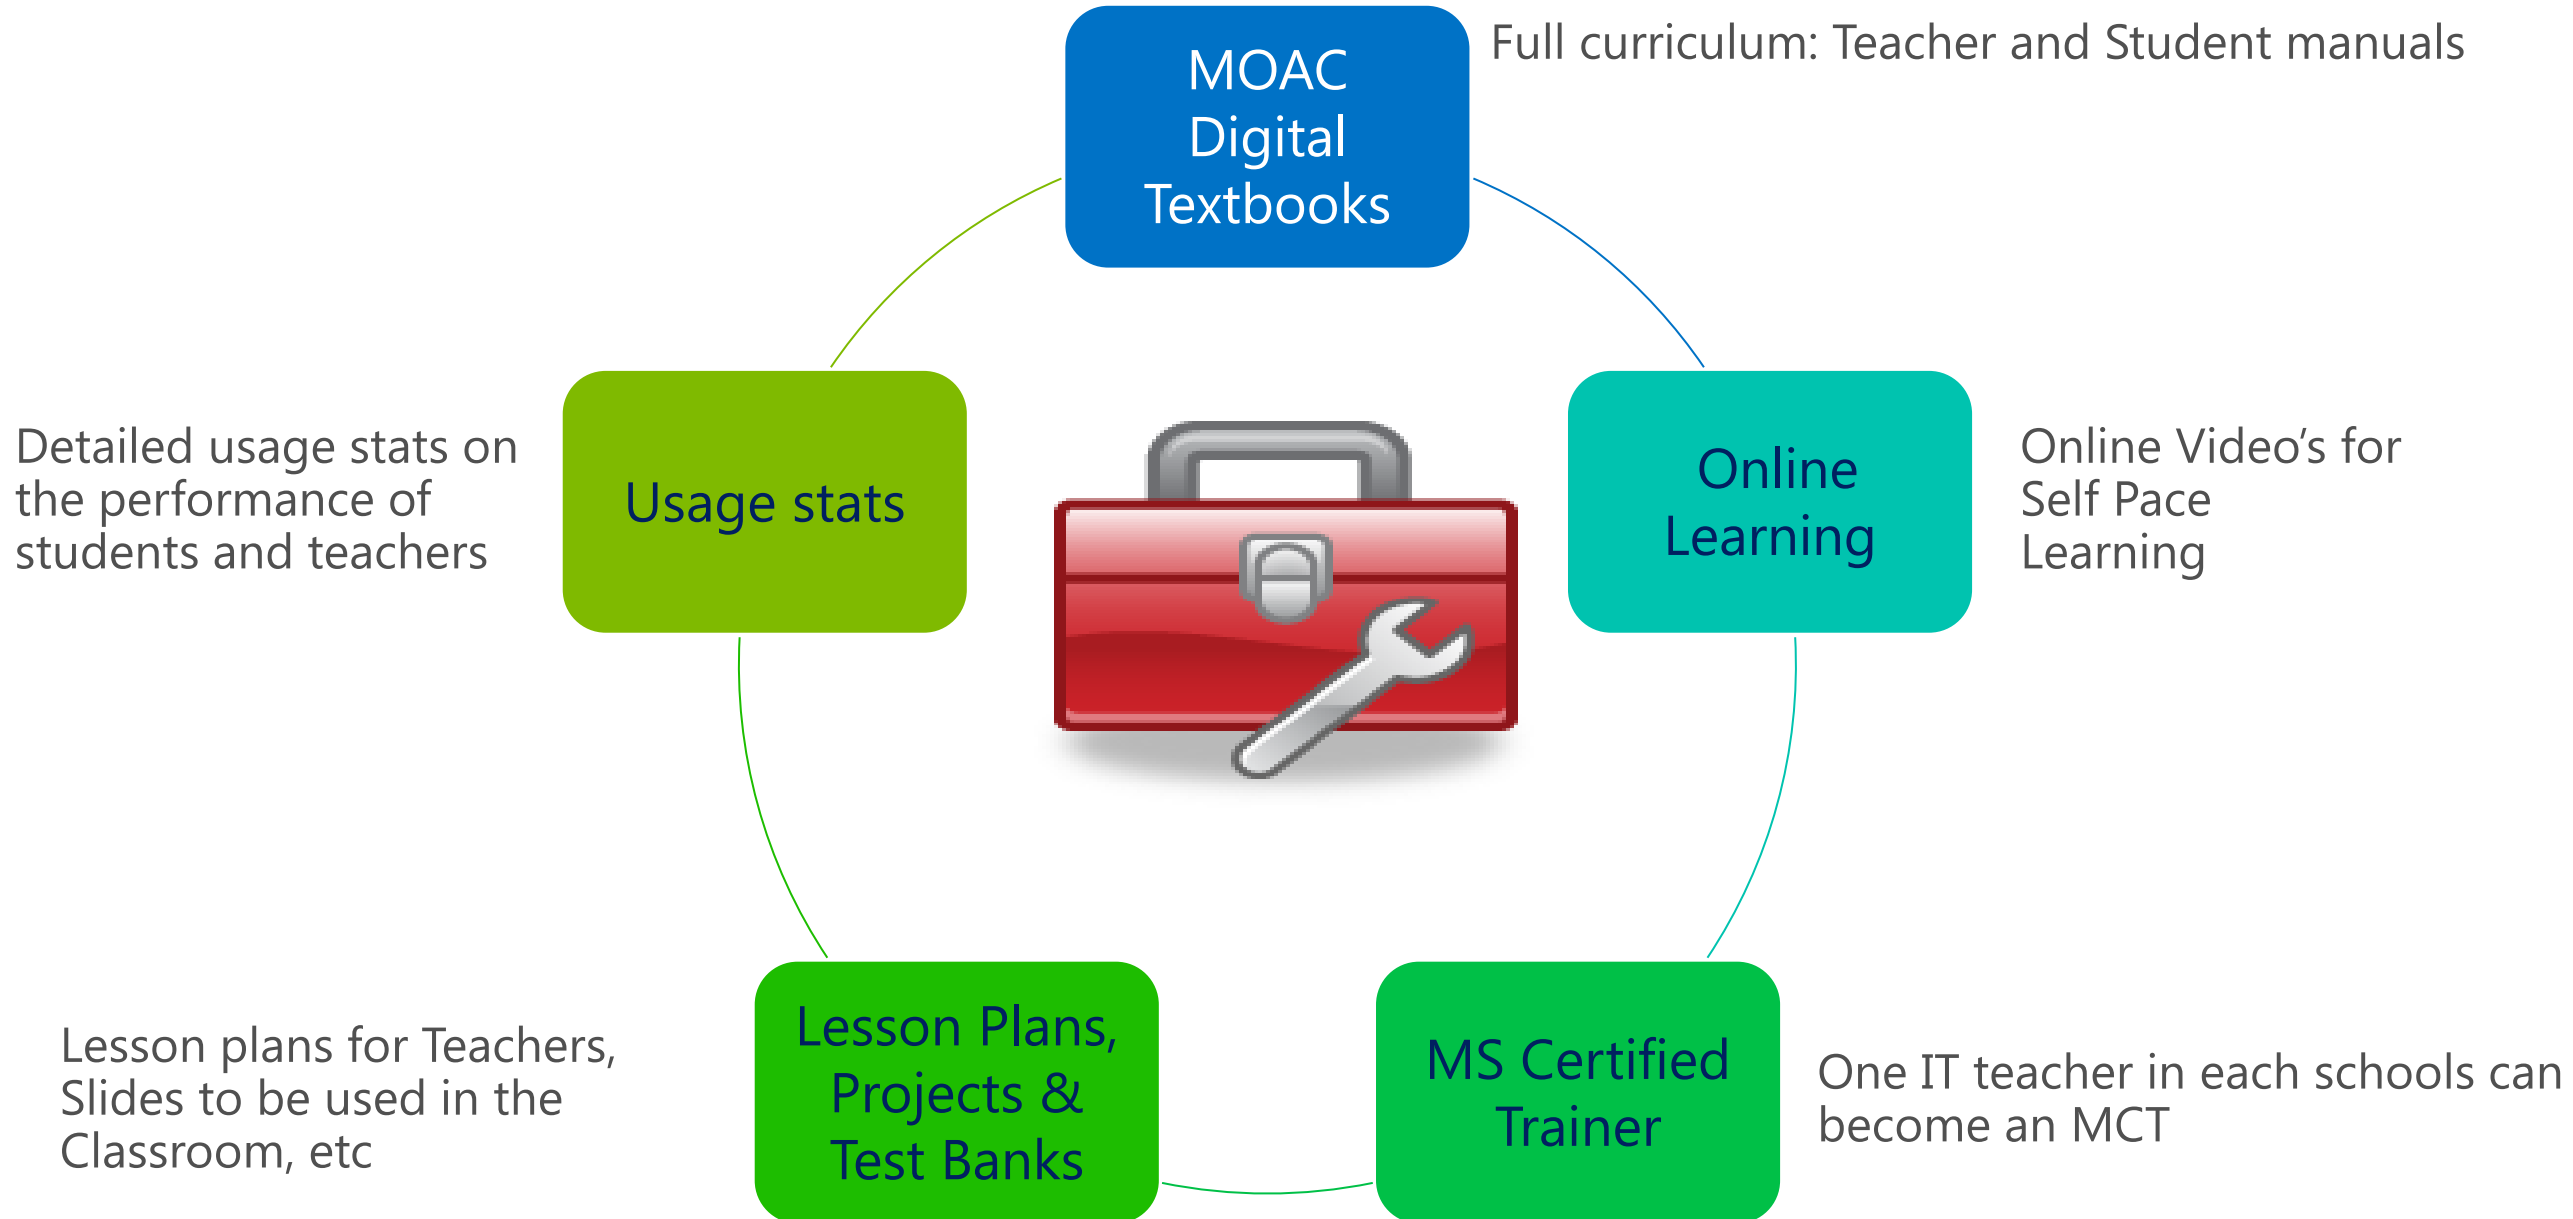 MOAC
Digital
Textbooks
Full curriculum: Teacher and Student manuals
Online
Learning
Online Video’s for
Self Pace
Learning
MS Certified
Trainer
One IT teacher in each schools can
become an MCT
Lesson Plans,
Projects &
Test Banks
Lesson plans for Teachers,
Slides to be used in the
Classroom, etc
Usage stats
Detailed usage stats on
the performance of
students and teachers